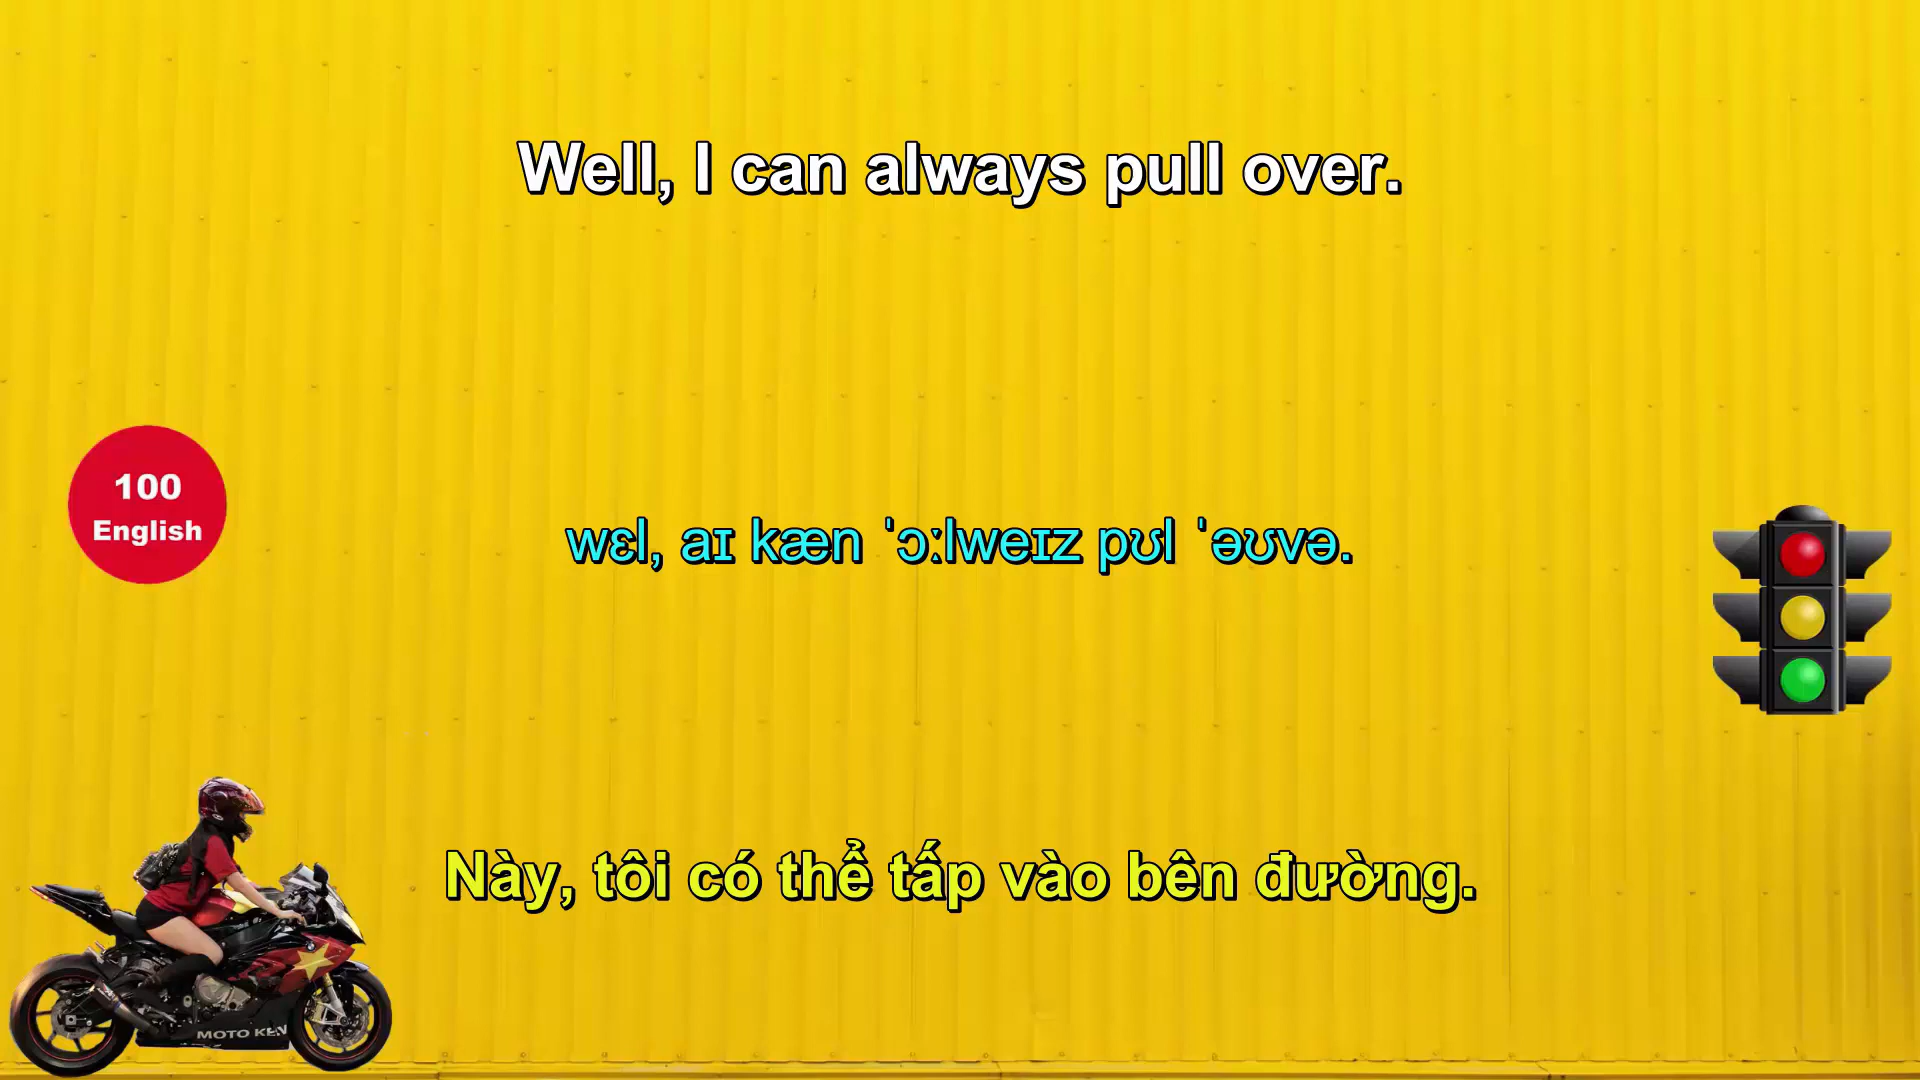 Well, I can always pull over.
100
English
wɛl, aɪ kæn ˈɔːlweɪz pʊl ˈəʊvə.
Này, tôi có thể tấp vào bên đường.
MOTO KEN